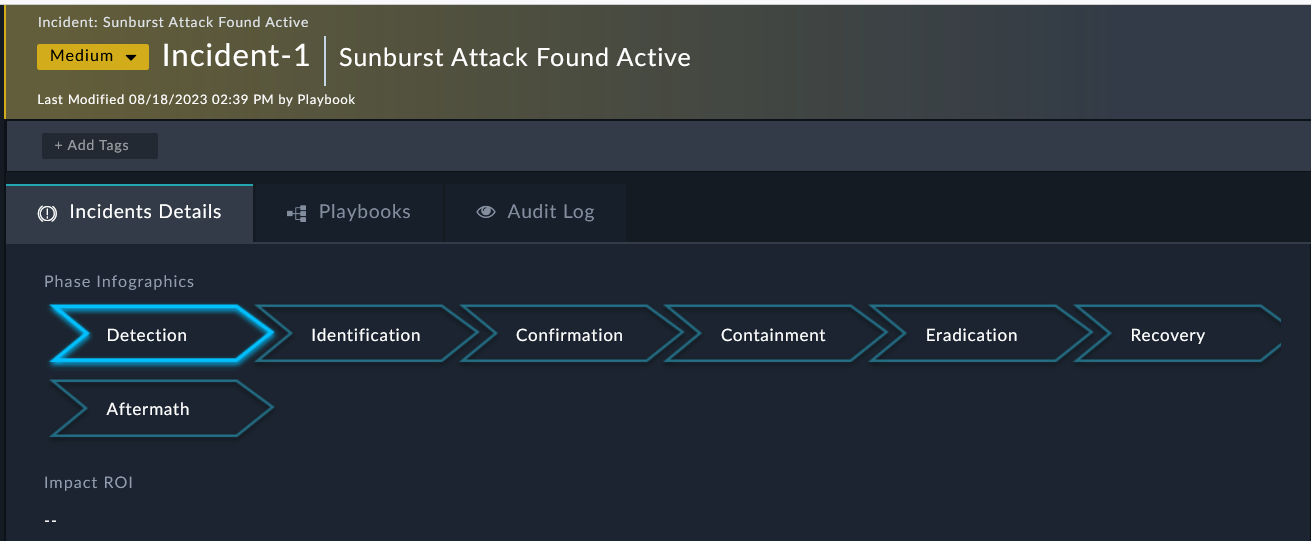 Incident: Sunburst Attack Found Active
Medium
Incident-1
Sunburst Attack Found Active
Last Modified 08/18/2023 02:39 PM by Playbook
+ Add Tags
Incidents Details
Playbooks
Audit Log
Phase Infographics
Detection
Identification
Confirmation
Containment
Eradication
Recovery
Aftermath
Impact ROI
--